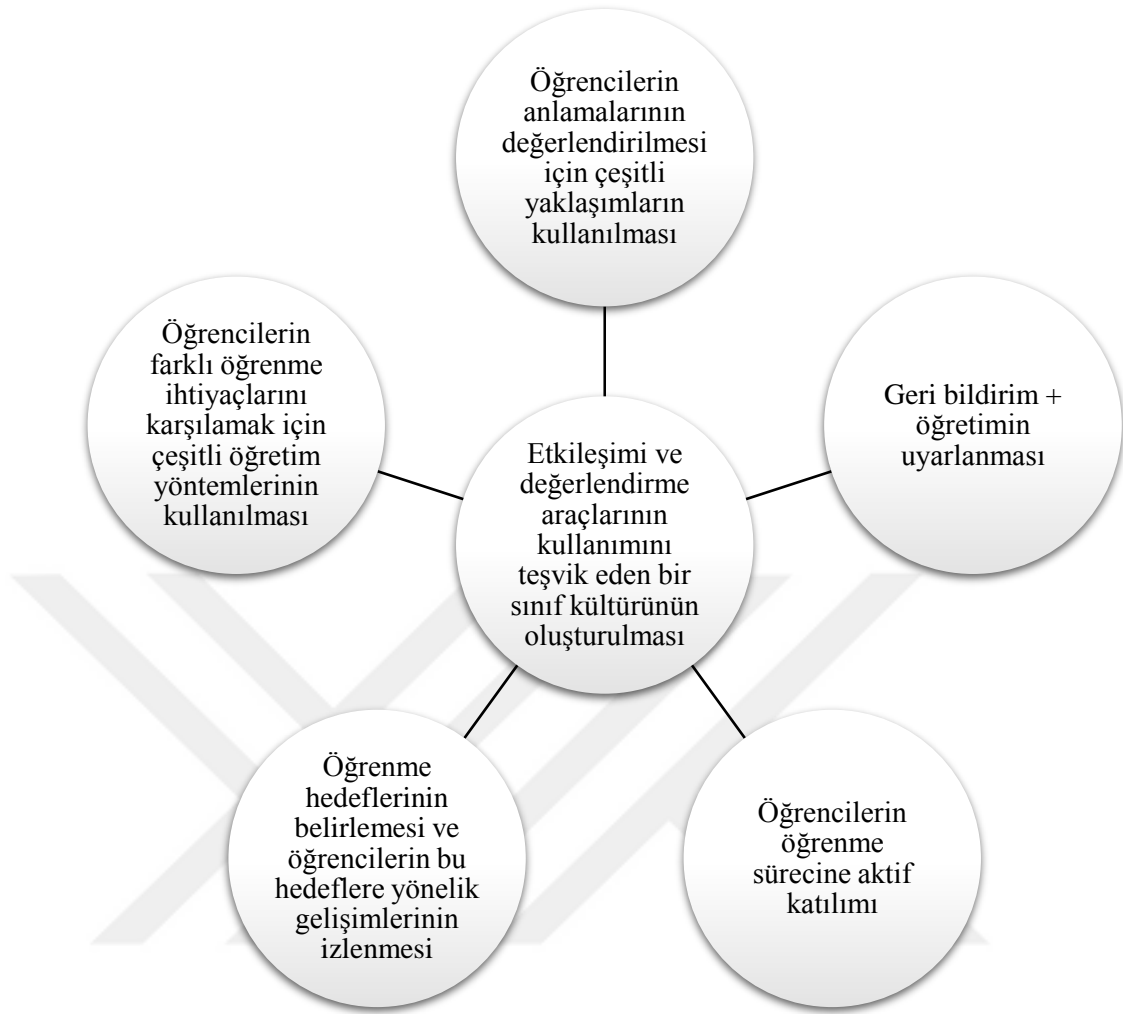 Öğrencilerin
anlamalarının
değerlendirilmesi
için çeşitli
yaklaşımların
kullanılması
Öğrencilerin
farklı öğrenme
ihtiyaçlarını
karşılamak için
çeşitli öğretim
yöntemlerinin
kullanılması
Geri bildirim +
öğretimin
uyarlanması
Etkileşimi ve
değerlendirme
araçlarının
kullanımını
teşvik eden bir
sınıf kültürünün
oluşturulması
Öğrenme
hedeflerinin
belirlemesi ve
öğrencilerin bu
hedeflere yönelik
gelişimlerinin
izlenmesi
Öğrencilerin
öğrenme
sürecine aktif
katılımı